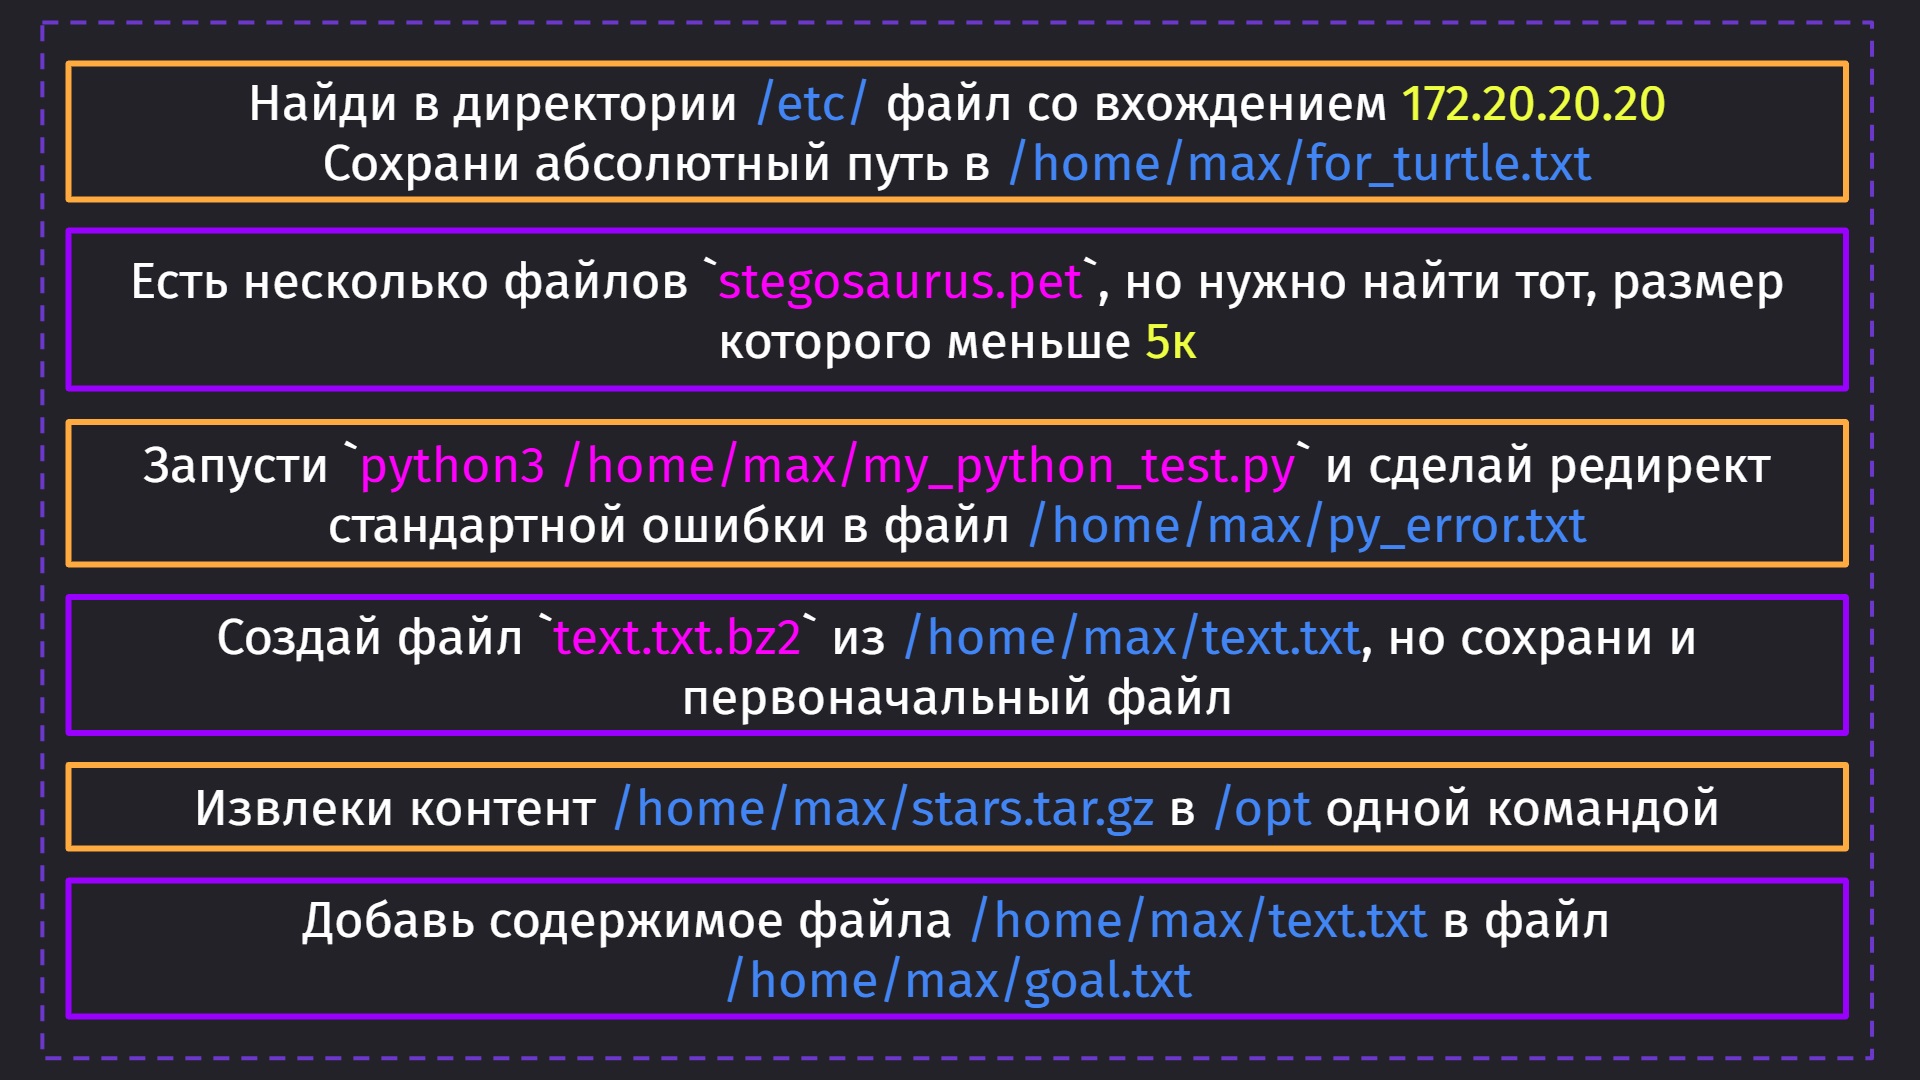 Найди в директории /etc/ файл со вхождением 172.20.20.20
Сохрани абсолютный путь в /home/max/for_turtle.txt
Есть несколько файлов `stegosaurus.pet`, но нужно найти тот, размер
которого меньше 5к
Запусти `python3 /home/max/my_python_test.py` и сделай редирект
стандартной ошибки в файл /home/max/py_error.txt
Создай файл `text.txt.bz2` из /home/max/text.txt, но сохрани и
первоначальный файл
Извлеки контент /home/max/stars.tar.gz в /opt одной командой
Добавь содержимое файла /home/max/text.txt в файл
/home/max/goal.txt